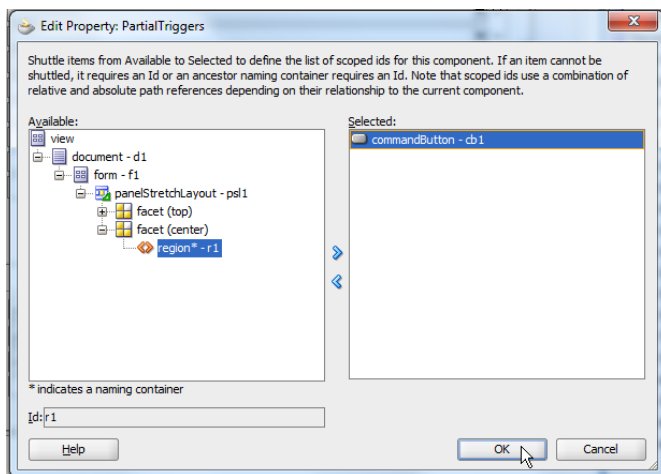 Edit Property: PartialTriggers
Shuttle items from Available to Selected to define the list of scoped ids for this component. If an item cannot be
shuttled, it requires an Id or an ancestor naming container requires an Id. Note that scoped ids use a combination of
relative and absolute path references depending on their relationship to the current component.
Available:
Selected:
view
commandButton - cb1
document - d1
form - f1
panelStretchLayout - psl1
facet (top)
facet (center)
region* - r1
* indicates a naming container
Id: r1
Help
OK
Cancel